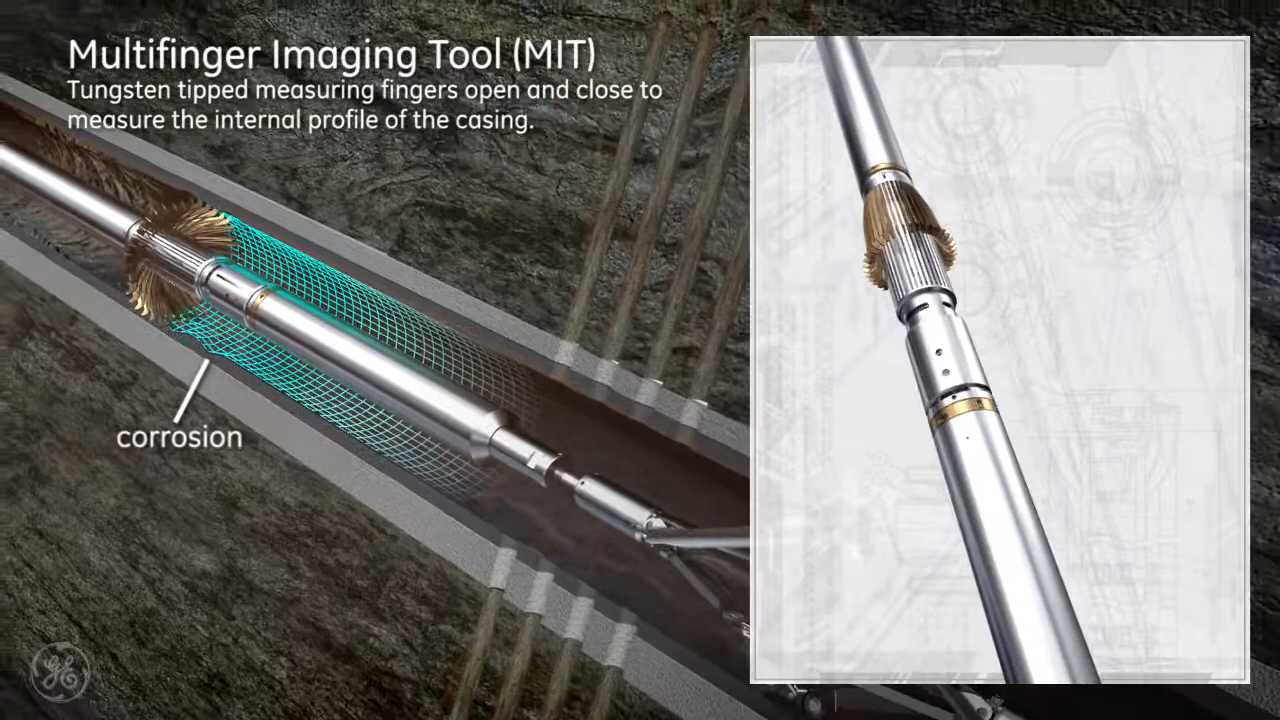 Multifinger Imaging Tool (MIT)
Tungsten tipped measuring fingers open and close to
measure the internal profile of the casing.
corrosion
GE